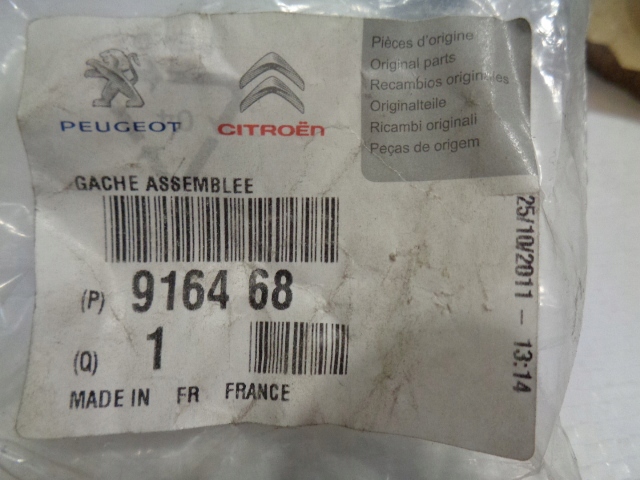 PEUGEOT
CITROËN
Pièces d'origine
Original parts
Recambios originales
Originalteile
Ricambi originali
Peças de origem
GACHE ASSEMBLEE
(P) 9164 68
(Q) 1
MADE IN FR FRANCE
25/10/2011 - 13:14